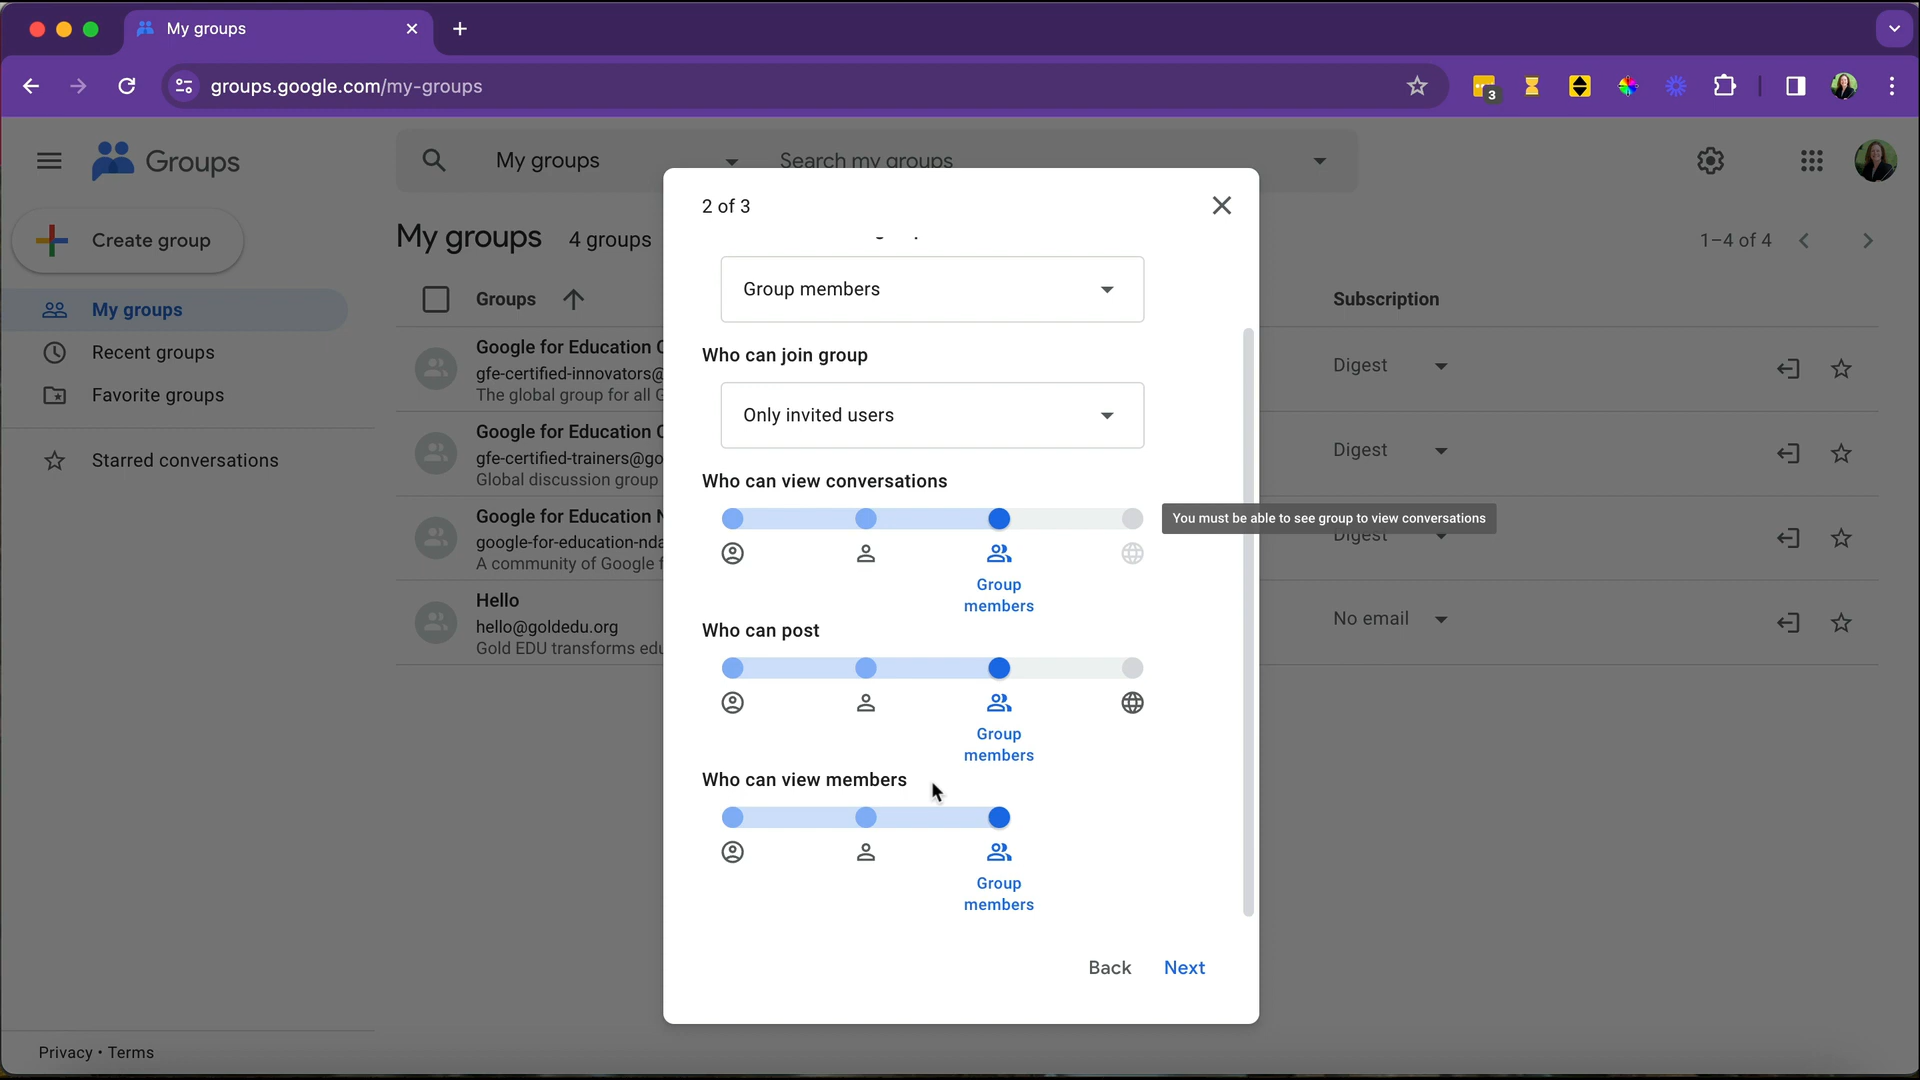 My groups
groups.google.com/my-groups
3
Groups
My groups
Search my groups
Create group
My groups
4 groups
1–4 of 4
My groups
Recent groups
Favorite groups
Starred conversations
Groups
Subscription
Google for Education C
gfe-certified-innovators@
The global group for all G
Digest
Google for Education C
gfe-certified-trainers@go
Global discussion group
Digest
Google for Education N
google-for-education-nda
A community of Google f
Digest
Hello
hello@goldedu.org
Gold EDU transforms edu
No email
2 of 3
Group members
Who can join group
Only invited users
Who can view conversations
You must be able to see group to view conversations
Group
members
Who can post
Group
members
Who can view members
Group
members
Back
Next
Privacy • Terms